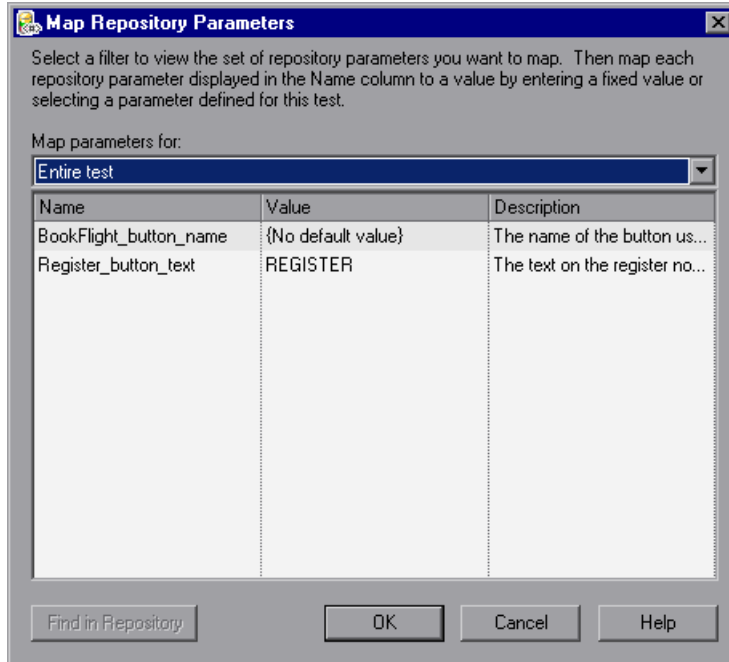 Map Repository Parameters
Select a filter to view the set of repository parameters you want to map. Then map each
repository parameter displayed in the Name column to a value by entering a fixed value or
selecting a parameter defined for this test.
Map parameters for:
Entire test
Name Value Description
BookFlight_button_name {No default value} The name of the button us...
Register_button_text REGISTER The text on the register no...
Find in Repository OK Cancel Help